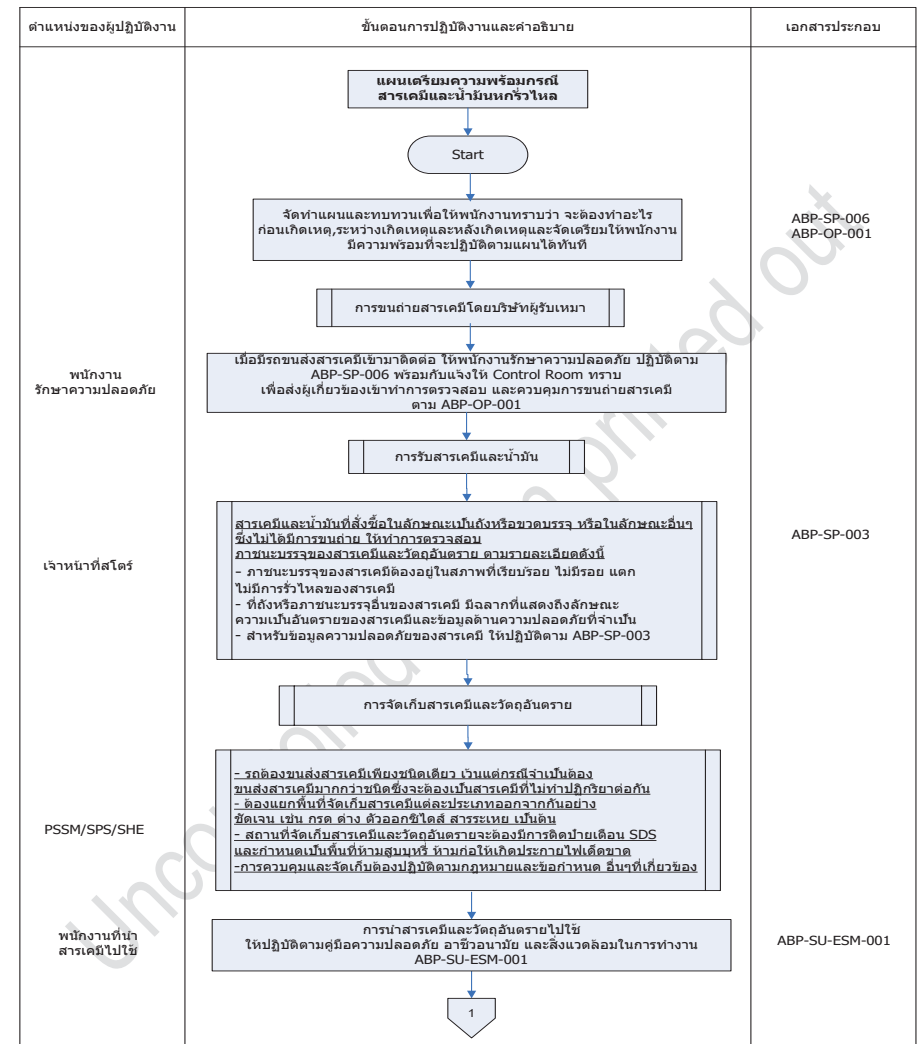 ตำแหน่งของผู้ปฏิบัติงาน
ขั้นตอนการปฏิบัติงานและคำอธิบาย
เอกสารประกอบ
แผนเตรียมความพร้อมกรณี
สารเคมีและน้ำมันหกรั่วไหล
Start
จัดทำแผนและทบทวนเพื่อให้พนักงานทราบว่า จะต้องทำอะไร
ก่อนเกิดเหตุ,ระหว่างเกิดเหตุและหลังเกิดเหตุและจัดเตรียมให้พนักงาน
มีความพร้อมที่จะปฏิบัติตามแผนได้ทันที
ABP-SP-006
ABP-OP-001
การขนถ่ายสารเคมีโดยบริษัทผู้รับเหมา
พนักงาน
รักษาความปลอดภัย
เมื่อมีรถขนส่งสารเคมีเข้ามาติดต่อ ให้พนักงานรักษาความปลอดภัย ปฏิบัติตาม
ABP-SP-006 พร้อมกับแจ้งให้ Control Room ทราบ
เพื่อส่งผู้เกี่ยวข้องเข้าทำการตรวจสอบ และควบคุมการขนถ่ายสารเคมี
ตาม ABP-OP-001
การรับสารเคมีและน้ำมัน
เจ้าหน้าที่สโตร์
สารเคมีและน้ำมันที่สั่งซื้อในลักษณะเป็นถังหรือขวดบรรจุ หรือในลักษณะอื่นๆ
ซึ่งไม่ได้มีการขนถ่าย ให้ทำการตรวจสอบ
ภาชนะบรรจุของสารเคมีและวัตถุอันตราย ตามรายละเอียดดังนี้
- ภาชนะบรรจุของสารเคมีต้องอยู่ในสภาพที่เรียบร้อย ไม่มีรอย แตก
ไม่มีการรั่วไหลของสารเคมี
- ที่ถังหรือภาชนะบรรจุอื่นของสารเคมี มีฉลากที่แสดงถึงลักษณะ
ความเป็นอันตรายของสารเคมีและข้อมูลด้านความปลอดภัยที่จำเป็น
- สำหรับข้อมูลความปลอดภัยของสารเคมี ให้ปฏิบัติตาม ABP-SP-003
ABP-SP-003
การจัดเก็บสารเคมีและวัตถุอันตราย
PSSM/SPS/SHE
- รถต้องขนส่งสารเคมีเพียงชนิดเดียว เว้นแต่กรณีจำเป็นต้อง
ขนส่งสารเคมีมากกว่าชนิดซึ่งจะต้องเป็นสารเคมีที่ไม่ทำปฏิกริยาต่อกัน
- ต้องแยกพื้นที่จัดเก็บสารเคมีแต่ละประเภทออกจากกันอย่าง
ชัดเจน เช่น กรด ด่าง ตัวออกซิไดส์ สารระเหย เป็นต้น
- สถานที่จัดเก็บสารเคมีและวัตถุอันตรายจะต้องมีการติดป้ายเตือน SDS
และกำหนดเป็นพื้นที่ห้ามสูบบุหรี่ ห้ามก่อให้เกิดประกายไฟเด็ดขาด
-การควบคุมและจัดเก็บต้องปฏิบัติตามกฎหมายและข้อกำหนด อื่นๆที่เกี่ยวข้อง
พนักงานที่นำ
สารเคมีไปใช้
การนำสารเคมีและวัตถุอันตรายไปใช้
ให้ปฏิบัติตามคู่มือความปลอดภัย อาชีวอนามัย และสิ่งแวดล้อมในการทำงาน
ABP-SU-ESM-001
ABP-SU-ESM-001
1